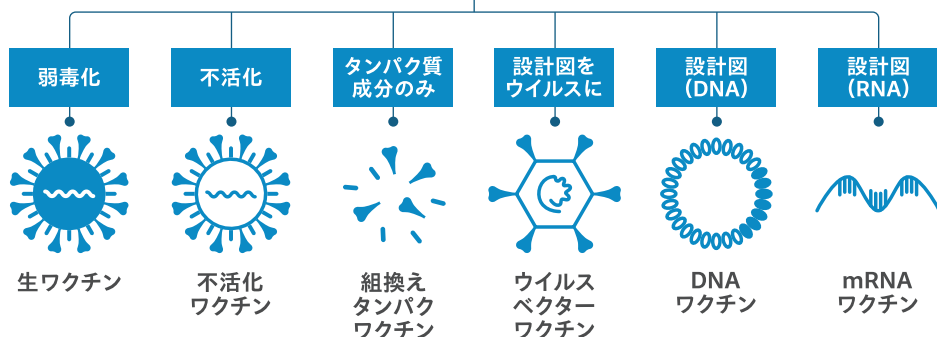 弱毒化
不活化
タンパク質
成分のみ
設計図を
ウイルスに
設計図
（DNA）
設計図
（RNA）
生ワクチン
不活化
ワクチン
組換え
タンパク
ワクチン
ウイルス
ベクター
ワクチン
DNA
ワクチン
mRNA
ワクチン